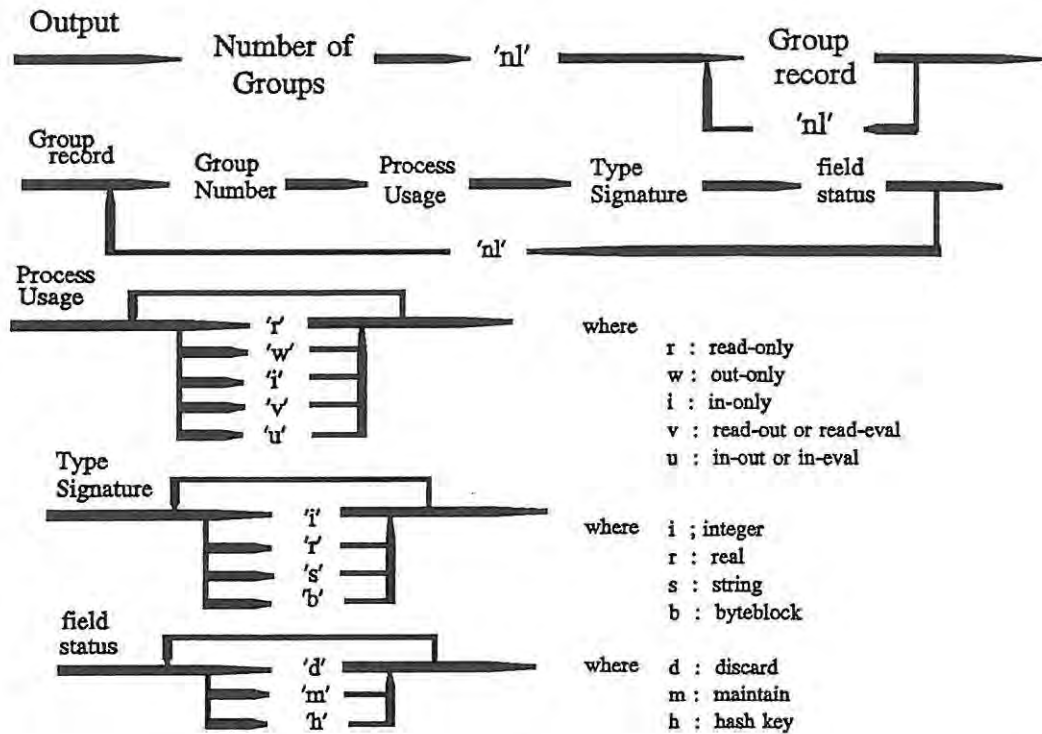 Output
Number of
Groups
'nl'
Group
record
'nl'
Group
record
Group
Number
Process
Usage
Type
Signature
field
status
'nl'
Process
Usage
'r'
'w'
'i'
'v'
'u'
where
r : read-only
w : out-only
i : in-only
v : read-out or read-eval
u : in-out or in-eval
Type
Signature
'i'
'r'
's'
'b'
where i ; integer
r : real
s : string
b : byteblock
field
status
'd'
'm'
'h'
where d : discard
m : maintain
h : hash key